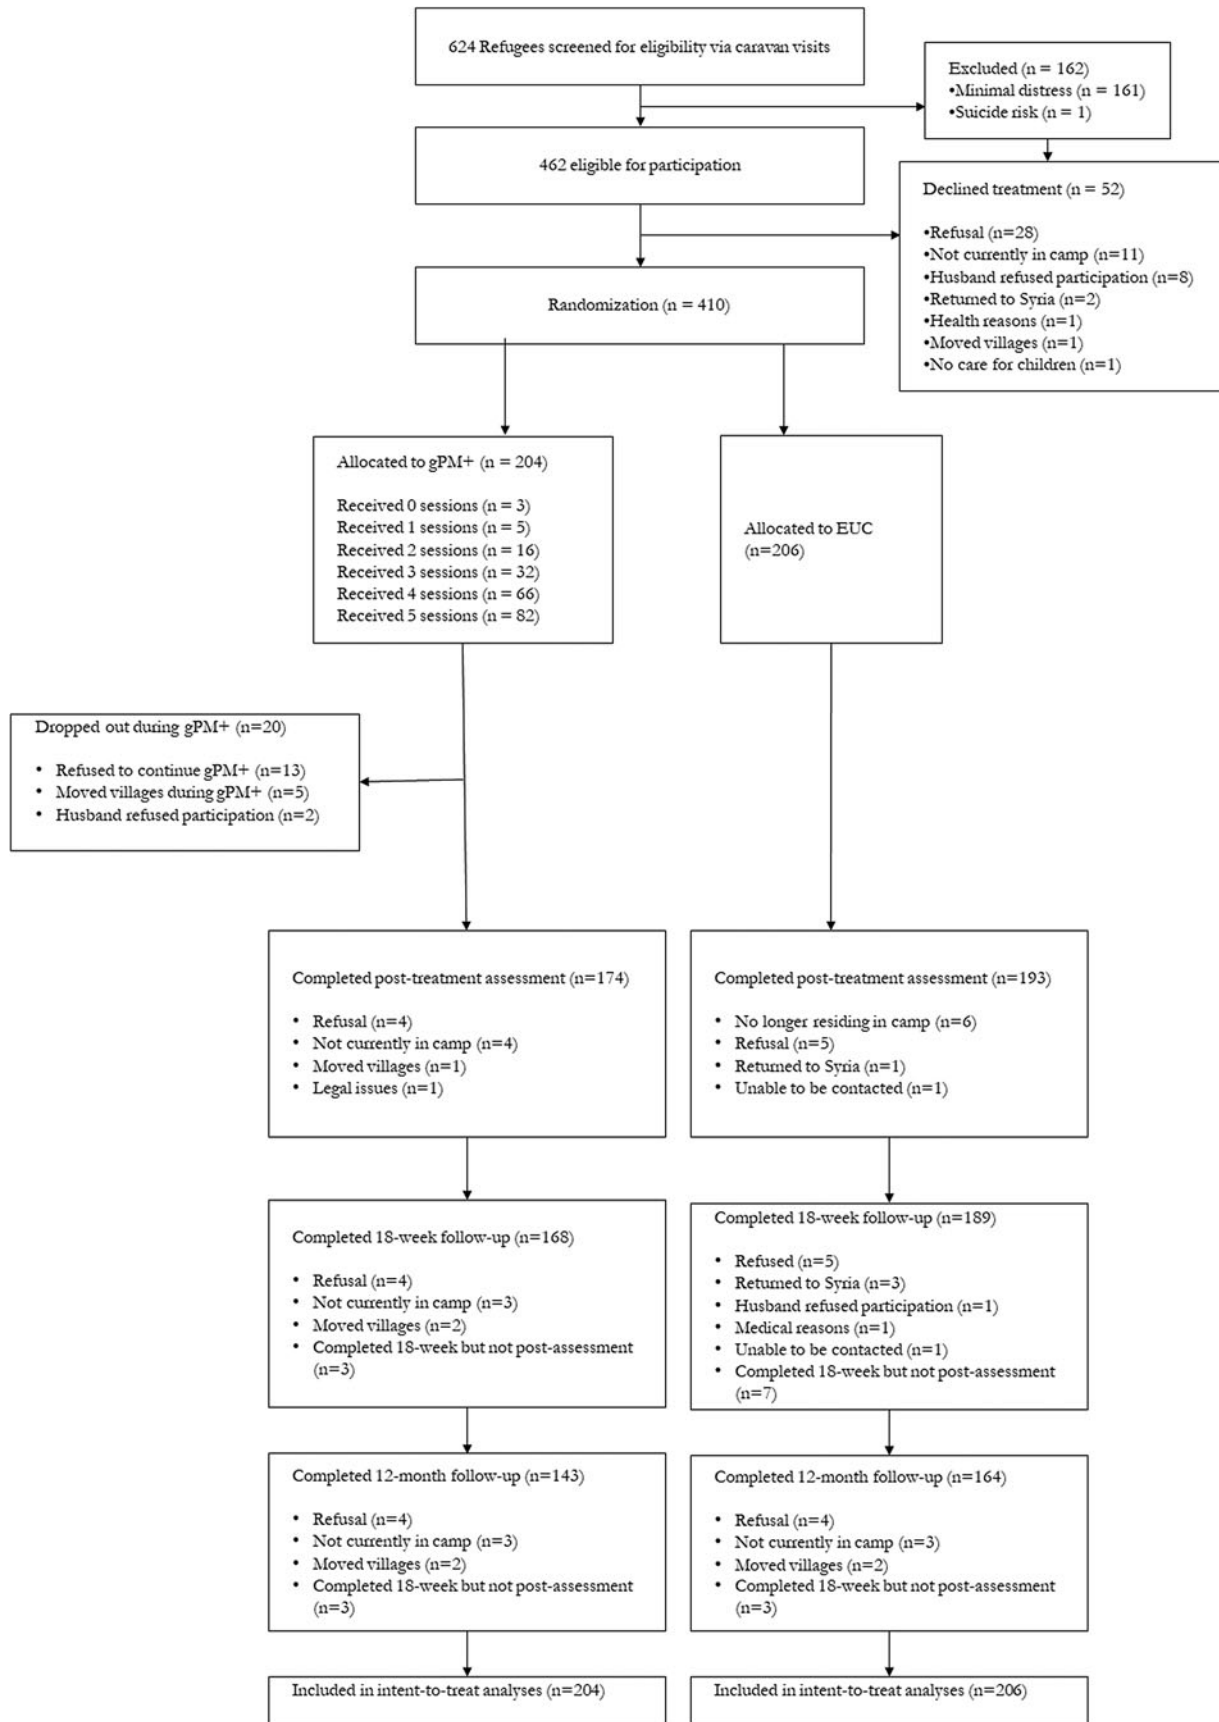 624 Refugees screened for eligibility via caravan visits
Excluded (n = 162)
•Minimal distress (n = 161)
•Suicide risk (n = 1)
462 eligible for participation
Declined treatment (n = 52)
•Refusal (n=28)
•Not currently in camp (n=11)
•Husband refused participation (n=8)
•Returned to Syria (n=2)
•Health reasons (n=1)
•Moved villages (n=1)
•No care for children (n=1)
Randomization (n = 410)
Allocated to gPM+ (n = 204)
Received 0 sessions (n = 3)
Received 1 sessions (n = 5)
Received 2 sessions (n = 16)
Received 3 sessions (n = 32)
Received 4 sessions (n = 66)
Received 5 sessions (n = 82)
Allocated to EUC
(n=206)
Dropped out during gPM+ (n=20)
• Refused to continue gPM+ (n=13)
• Moved villages during gPM+ (n=5)
• Husband refused participation (n=2)
Completed post-treatment assessment (n=174)
• Refusal (n=4)
• Not currently in camp (n=4)
• Moved villages (n=1)
• Legal issues (n=1)
Completed post-treatment assessment (n=193)
• No longer residing in camp (n=6)
• Refusal (n=5)
• Returned to Syria (n=1)
• Unable to be contacted (n=1)
Completed 18-week follow-up (n=168)
• Refusal (n=4)
• Not currently in camp (n=3)
• Moved villages (n=2)
• Completed 18-week but not post-assessment
(n=3)
Completed 18-week follow-up (n=189)
• Refused (n=5)
• Returned to Syria (n=3)
• Husband refused participation (n=1)
• Medical reasons (n=1)
• Unable to be contacted (n=1)
• Completed 18-week but not post-assessment
(n=7)
Completed 12-month follow-up (n=143)
• Refusal (n=4)
• Not currently in camp (n=3)
• Moved villages (n=2)
• Completed 18-week but not post-assessment
(n=3)
Completed 12-month follow-up (n=164)
• Refusal (n=4)
• Not currently in camp (n=3)
• Moved villages (n=2)
• Completed 18-week but not post-assessment
(n=3)
Included in intent-to-treat analyses (n=204)
Included in intent-to-treat analyses (n=206)